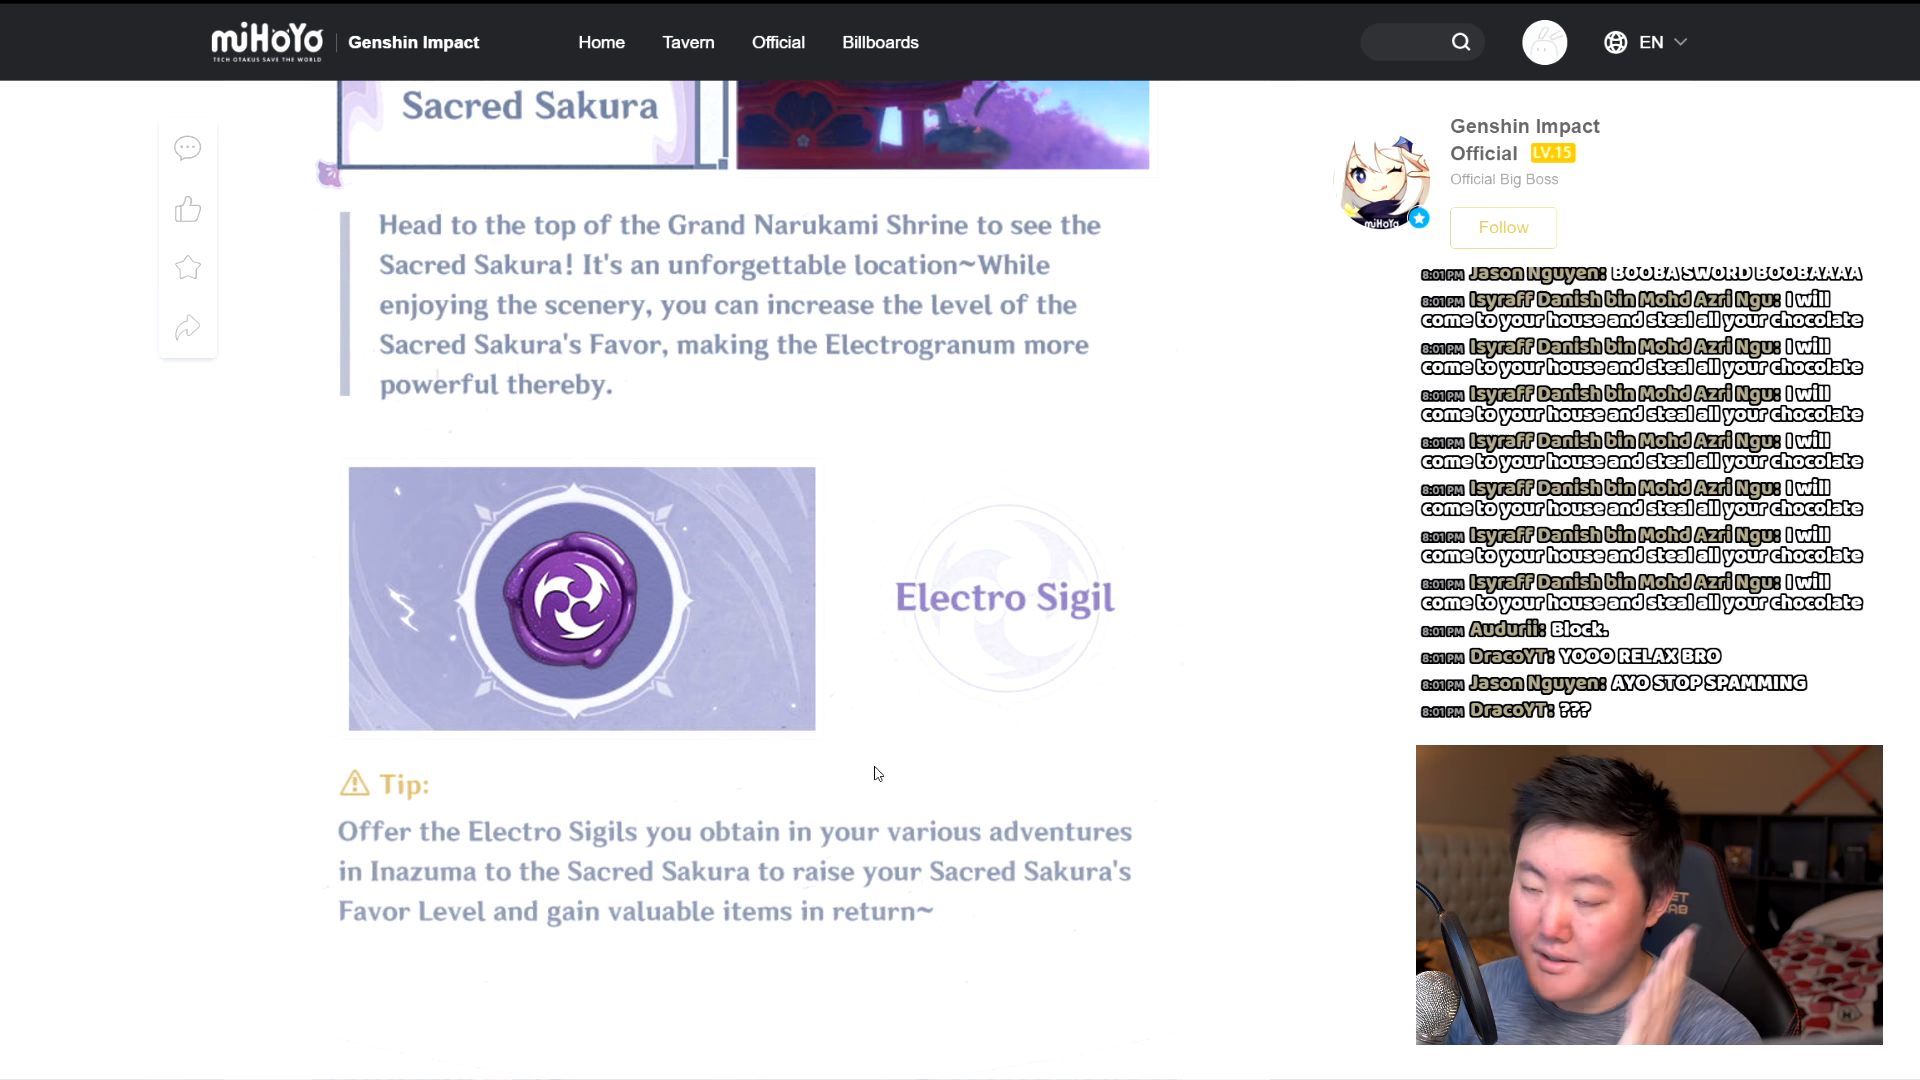 miHoYo
TECH OTAKUS SAVE THE WORLD
Genshin Impact
Home
Tavern
Official
Billboards
EN
Sacred Sakura
Head to the top of the Grand Narukami Shrine to see the
Sacred Sakura! It's an unforgettable location~While
enjoying the scenery, you can increase the level of the
Sacred Sakura's Favor, making the Electrogranum more
powerful thereby.
Electro Sigil
Tip:
Offer the Electro Sigils you obtain in your various adventures
in Inazuma to the Sacred Sakura to raise your Sacred Sakura's
Favor Level and gain valuable items in return~
Genshin Impact
Official LV.15
Official Big Boss
miHoYo
Follow
8:01 PM Jason Nguyen: BOOBA SWORD BOOBAAAA
8:01 PM Isyraff Danish bin Mohd Azri Ngu: I will
come to your house and steal all your chocolate
8:01 PM Isyraff Danish bin Mohd Azri Ngu: I will
come to your house and steal all your chocolate
8:01 PM Isyraff Danish bin Mohd Azri Ngu: I will
come to your house and steal all your chocolate
8:01 PM Isyraff Danish bin Mohd Azri Ngu: I will
come to your house and steal all your chocolate
8:01 PM Isyraff Danish bin Mohd Azri Ngu: I will
come to your house and steal all your chocolate
8:01 PM Isyraff Danish bin Mohd Azri Ngu: I will
come to your house and steal all your chocolate
8:01 PM Isyraff Danish bin Mohd Azri Ngu: I will
come to your house and steal all your chocolate
8:01 PM Audurii: Block.
8:01 PM DracoYT: YOOO RELAX BRO
8:01 PM Jason Nguyen: AYO STOP SPAMMING
8:01 PM DracoYT: ???